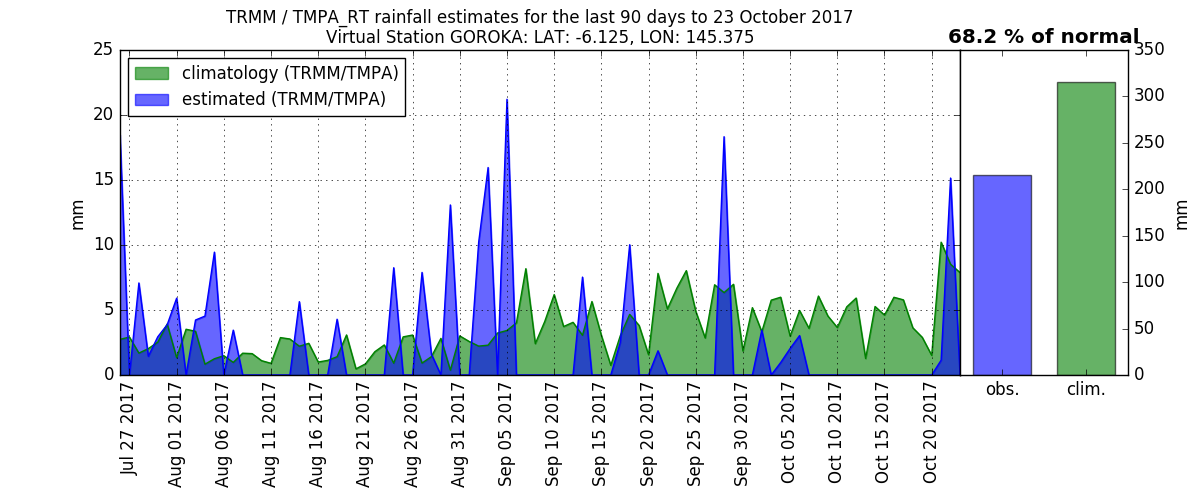 TRMM / TMPA_RT rainfall estimates for the last 90 days to 23 October 2017
Virtual Station GOROKA: LAT: -6.125, LON: 145.375
68.2 % of normal
climatology (TRMM/TMPA)
estimated (TRMM/TMPA)
25
20
15
10
5
0
mm
Jul 27 2017
Aug 01 2017
Aug 06 2017
Aug 11 2017
Aug 16 2017
Aug 21 2017
Aug 26 2017
Aug 31 2017
Sep 05 2017
Sep 10 2017
Sep 15 2017
Sep 20 2017
Sep 25 2017
Sep 30 2017
Oct 05 2017
Oct 10 2017
Oct 15 2017
Oct 20 2017
350
300
250
200
150
100
50
0
mm
obs.
clim.